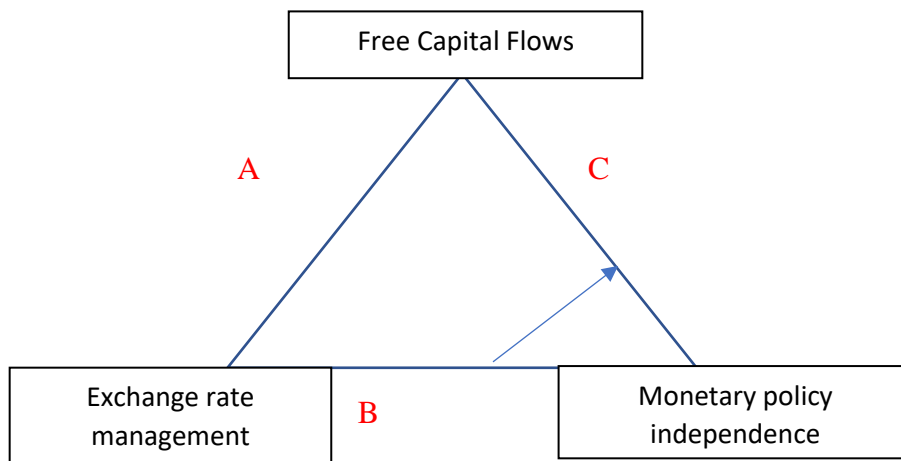 Free Capital Flows
A
C
Exchange rate
management
B
Monetary policy
independence